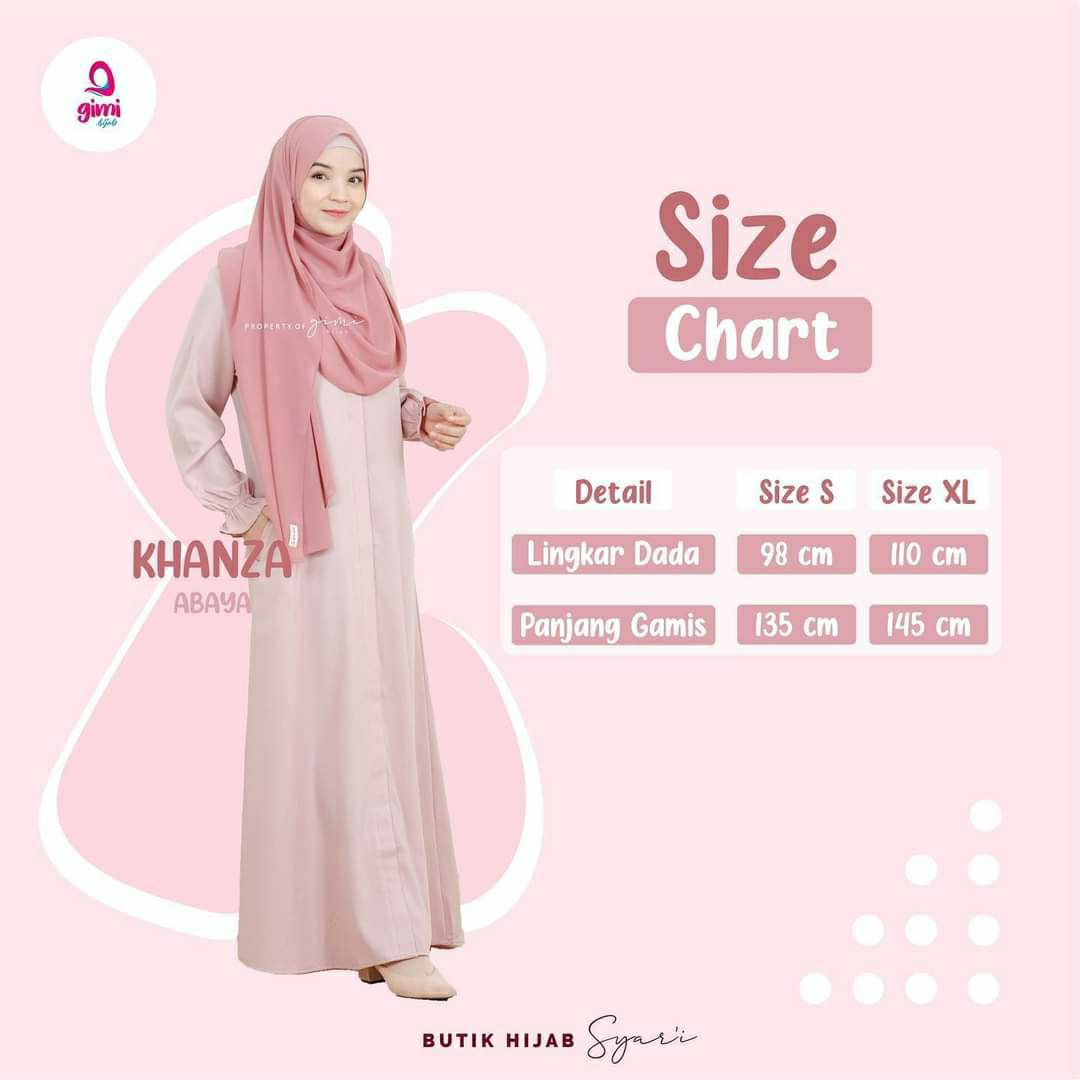 gimi
hijab
PROPERTY OF gimi
HIJAB
Size
Chart
Detail Size S Size XL
Lingkar Dada 98 cm 110 cm
Panjang Gamis 135 cm 145 cm
KHANZA
ABAYA
BUTIK HIJAB Syar'i